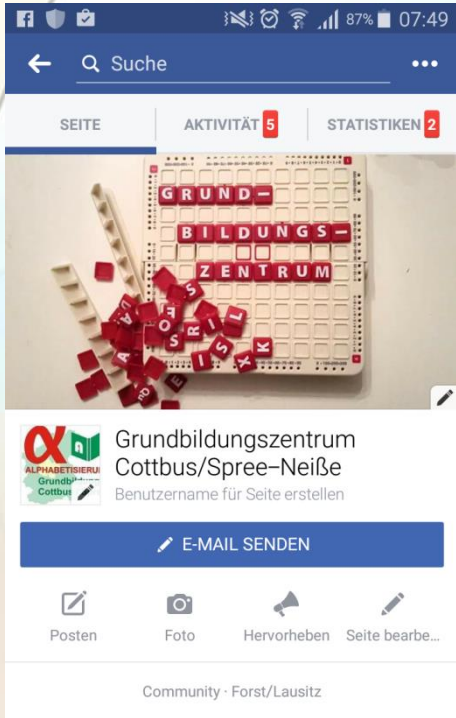 87% 07:49
Suche
SEITE AKTIVITÄT 5 STATISTIKEN 2
GRUND-
BILDUNGS-
ZENTRUM
α A
ALPHABETISIERU
Grundbildung
Cottbus
Grundbildungszentrum
Cottbus/Spree–Neiße
Benutzername für Seite erstellen
E-MAIL SENDEN
Posten Foto Hervorheben Seite bearbe...
Community · Forst/Lausitz